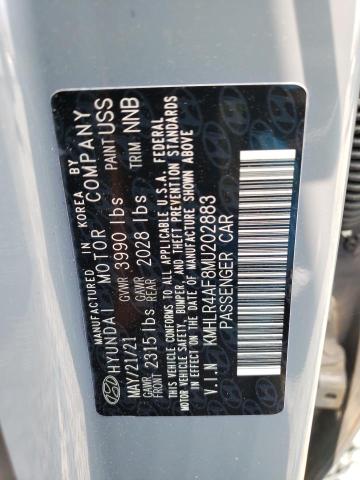 MANUFACTURED IN KOREA BY
HYUNDAI MOTOR COMPANY
MAY/21/21 GVWR 3990 lbs PAINT USS
GAWR FRONT 2315 lbs GAWR REAR 2028 lbs TRIM NNB
THIS VEHICLE CONFORMS TO ALL APPLICABLE U.S.A. FEDERAL
MOTOR VEHICLE SAFETY, BUMPER, AND THEFT PREVENTION STANDARDS
IN EFFECT ON THE DATE OF MANUFACTURE SHOWN ABOVE
V.I.N KMHLR4AF8MU202883
PASSENGER CAR